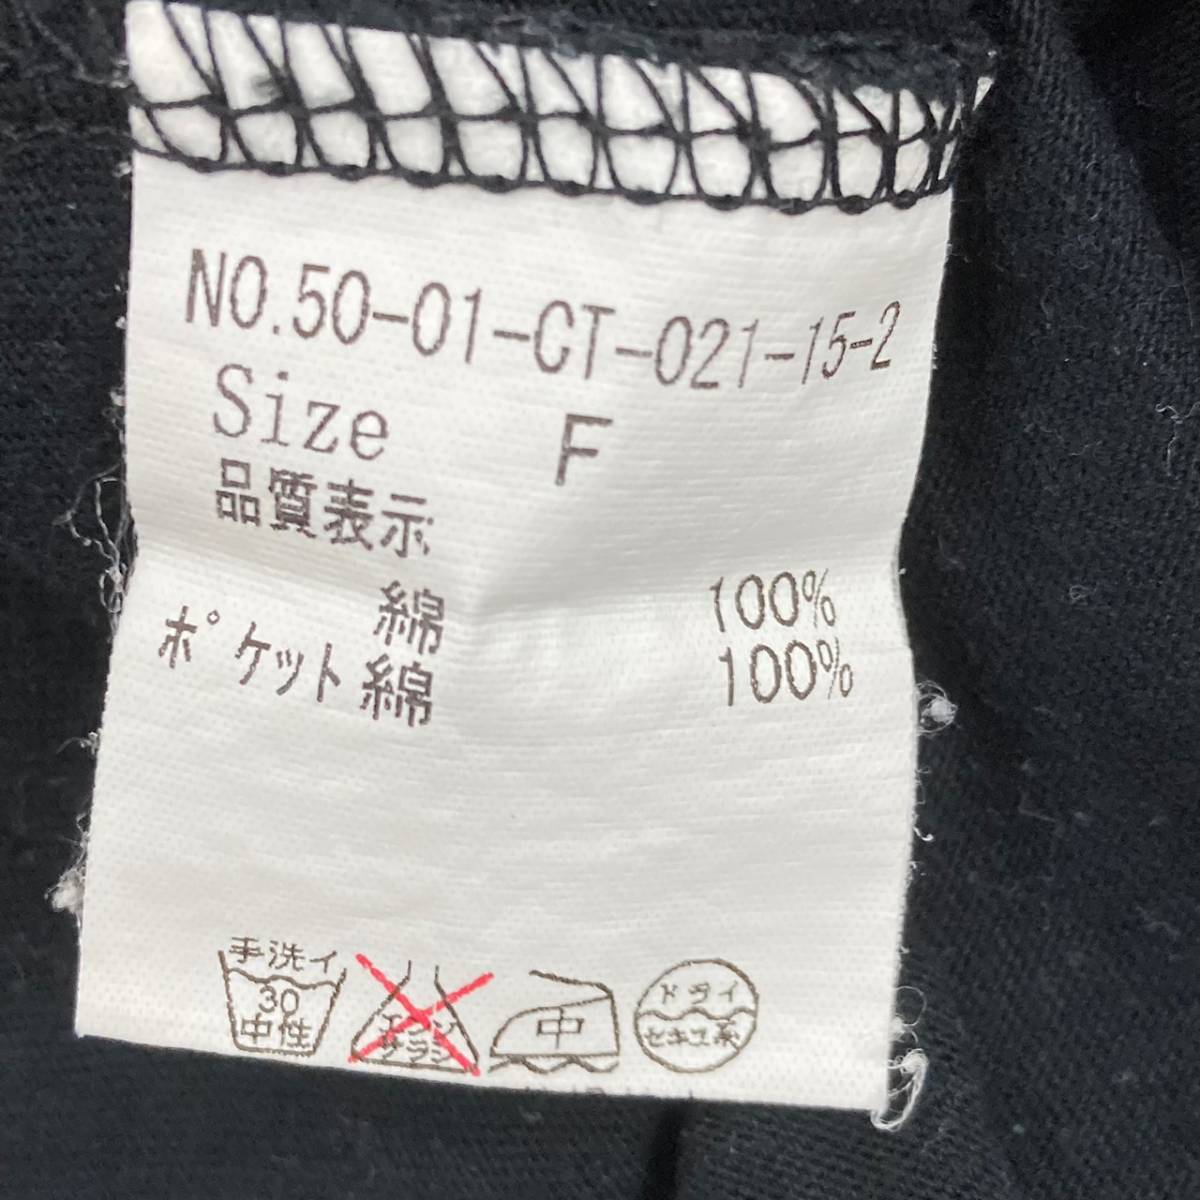 NO.50-01-CT-021-15-2
Size F
品質表示
綿 100%
ポケット綿 100%
手洗イ
30
中性
エンソ
サラシ
中
ドライ
セキユ系